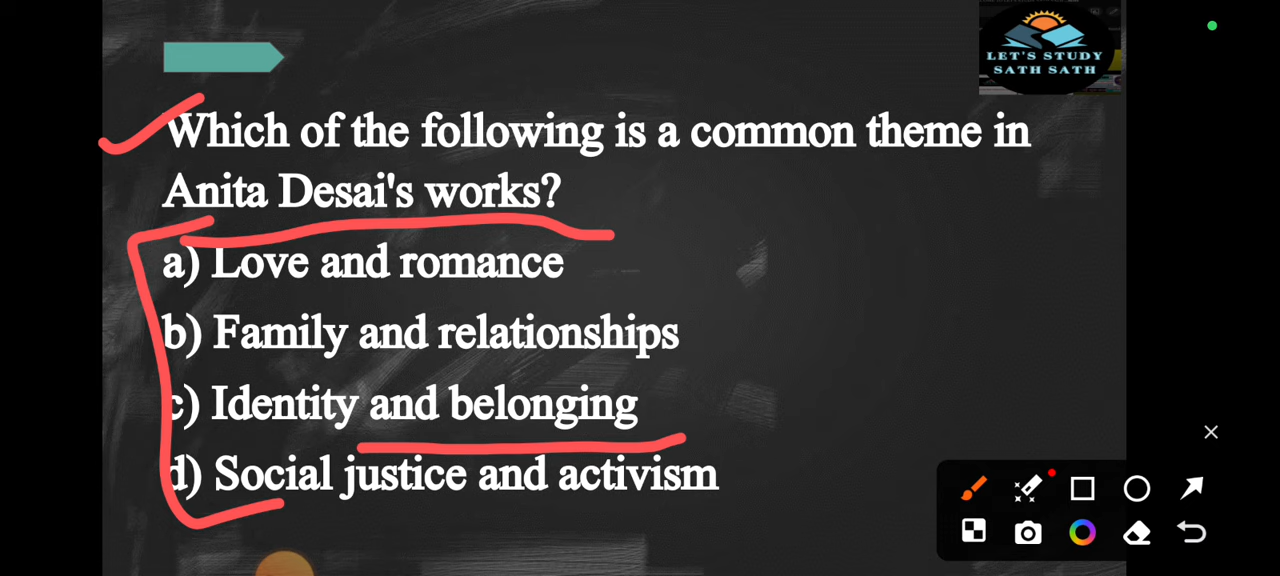 LET'S STUDY
SATH SATH
Which of the following is a common theme in
Anita Desai's works?
a) Love and romance
b) Family and relationships
c) Identity and belonging
d) Social justice and activism